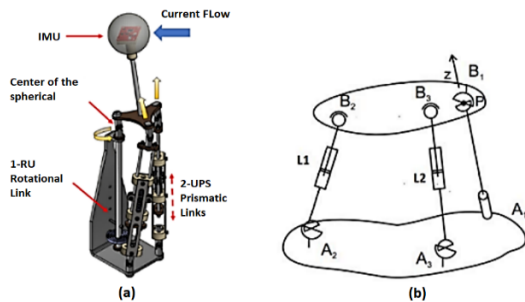 IMU
Current FLow
Center of the
spherical
1-RU
Rotational
Link
2-UPS
Prismatic
Links
(a)
Z
B1
B2
B3
P
L1
L2
A2
A3
(b)